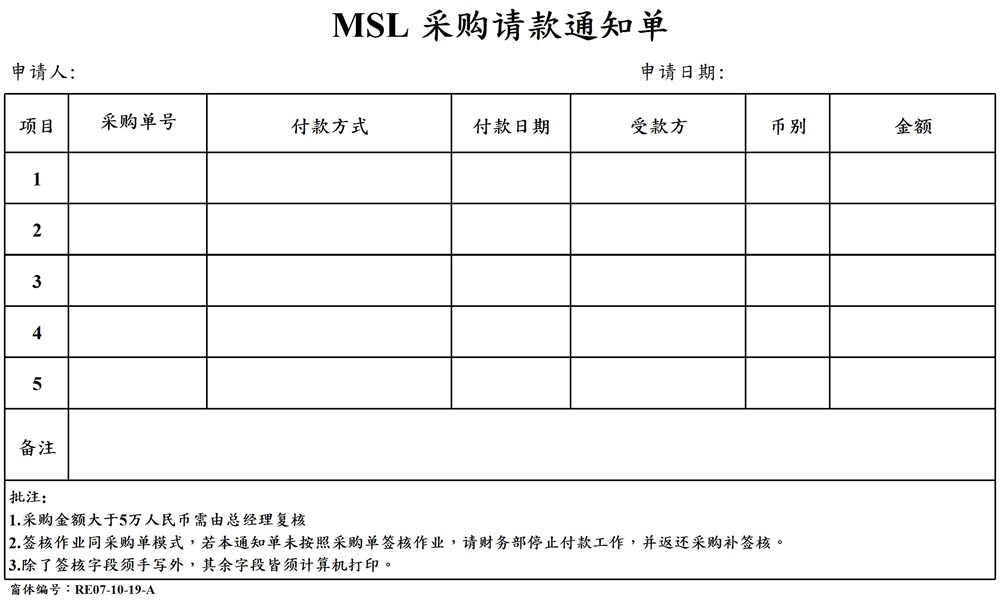 MSL 采购请款通知单
申请人: 申请日期:
项目 采购单号 付款方式 付款日期 受款方 币别 金额
1
2
3
4
5
备注
批注:
1.采购金额大于5万人民币需由总经理复核
2.签核作业同采购单模式，若本通知单未按照采购单签核作业，请财务部停止付款工作，并返还采购补签核。
3.除了签核字段须手写外，其余字段皆须计算机打印。
窗体编号：RE07-10-19-A